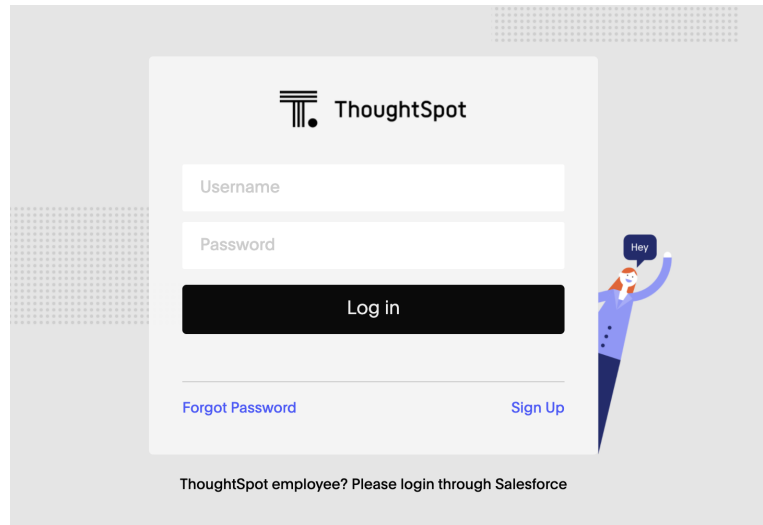 ThoughtSpot
Username
Password
Hey
Log in
Forgot Password
Sign Up
ThoughtSpot employee? Please login through Salesforce